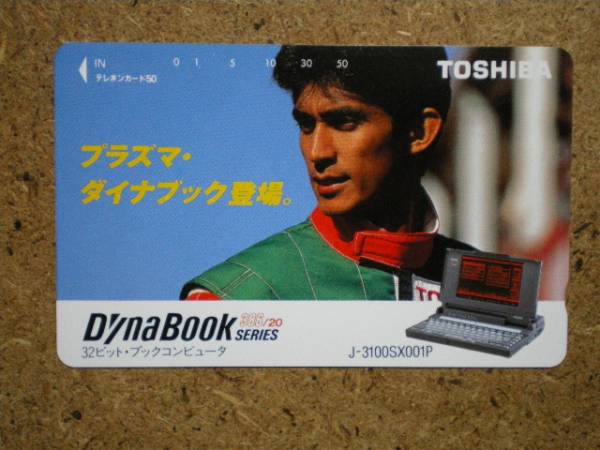 IN 0 1 5 10 30 50
テレホンカード50
TOSHIBA
プラズマ・
ダイナブック登場。
TO
DynaBook 386/20 SERIES
32ビット・ブックコンピュータ
J-3100SX001P